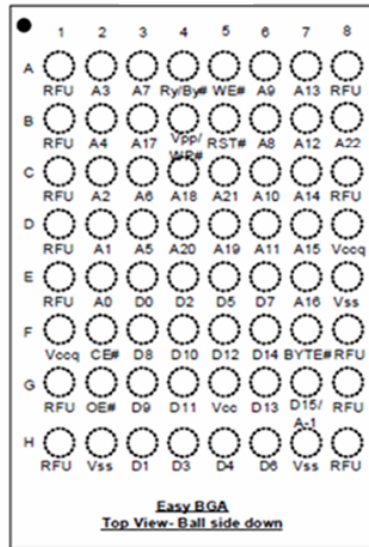 1 2 3 4 5 6 7 8
A
RFU A3 A7 Ry/By# WE# A9 A13 RFU
B
RFU A4 A17 Vpp/WP# RST# A8 A12 A22
C
RFU A2 A6 A18 A21 A10 A14 RFU
D
RFU A1 A5 A20 A19 A11 A15 Vccq
E
RFU A0 D0 D2 D5 D7 A16 Vss
F
Vccq CE# D8 D10 D12 D14 BYTE# RFU
G
RFU OE# D9 D11 Vcc D13 D15/A-1 RFU
H
RFU Vss D1 D3 D4 D6 Vss RFU
Easy BGA
Top View- Ball side down